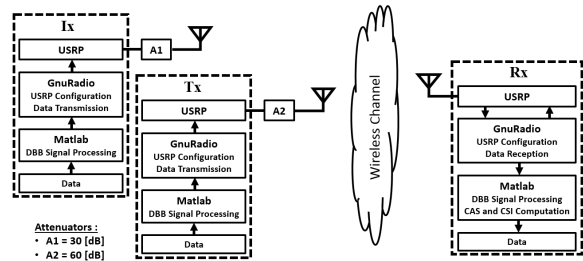 Ix
USRP
A1
GnuRadio
USRP Configuration
Data Transmission
Matlab
DBB Signal Processing
Data
Tx
USRP
A2
GnuRadio
USRP Configuration
Data Transmission
Matlab
DBB Signal Processing
Data
Attenuators :
• A1 = 30 [dB]
• A2 = 60 [dB]
Wireless Channel
Rx
USRP
GnuRadio
USRP Configuration
Data Reception
Matlab
DBB Signal Processing
CAS and CSI Computation
Data